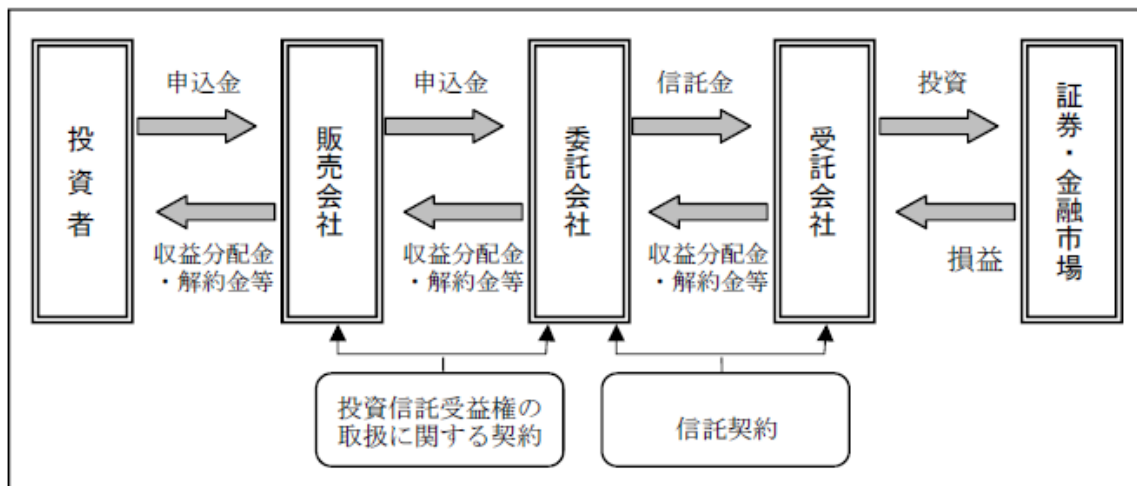 投資者
申込金
収益分配金
・解約金等
販売会社
申込金
収益分配金
・解約金等
委託会社
信託金
収益分配金
・解約金等
受託会社
投資
損益
証券・金融市場
投資信託受益権の
取扱に関する契約
信託契約